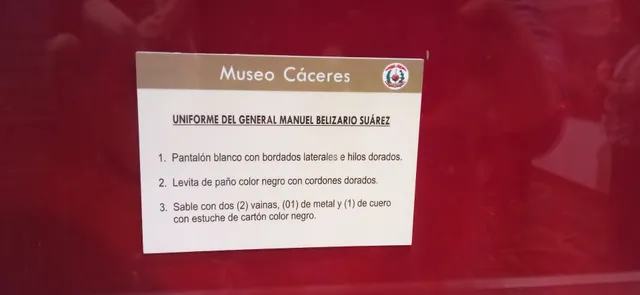 Museo Cáceres
UNIFORME DEL GENERAL MANUEL BELIZARIO SUÁREZ
1. Pantalón blanco con bordados laterales e hilos dorados.
2. Levita de paño color negro con cordones dorados.
3. Sable con dos (2) vainas, (01) de metal y (1) de cuero
con estuche de cartón color negro.